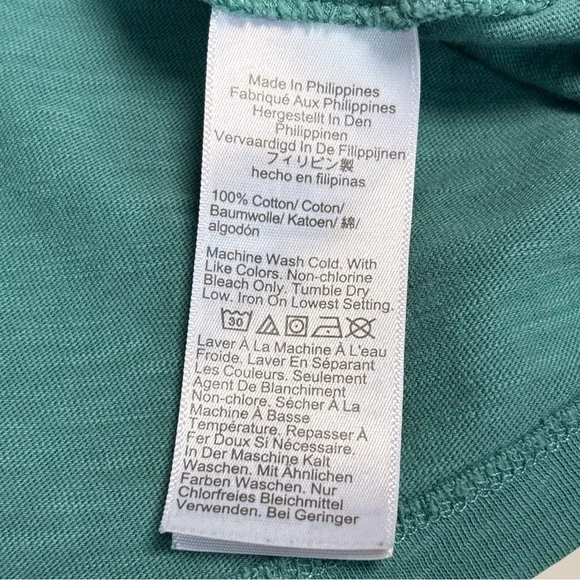 Made In Philippines
Fabriqué Aux Philippines
Hergestellt In Den
Philippinen
Vervaardigd In De Filippijnen
フィリピン製
hecho en filipinas
100% Cotton/ Coton/
Baumwolle/ Katoen/ 綿/
algodón
Machine Wash Cold. With
Like Colors. Non-chlorine
Bleach Only. Tumble Dry
Low. Iron On Lowest Setting.
30
Laver À La Machine À L'eau
Froide. Laver En Séparant
Les Couleurs. Seulement
Agent De Blanchiment
Non-chlore. Sécher À La
Machine À Basse
Température. Repasser À
Fer Doux Si Nécessaire.
In Der Maschine Kalt
Waschen. Mit Ähnlichen
Farben Waschen. Nur
Chlorfreies Bleichmittel
Verwenden. Bei Geringer